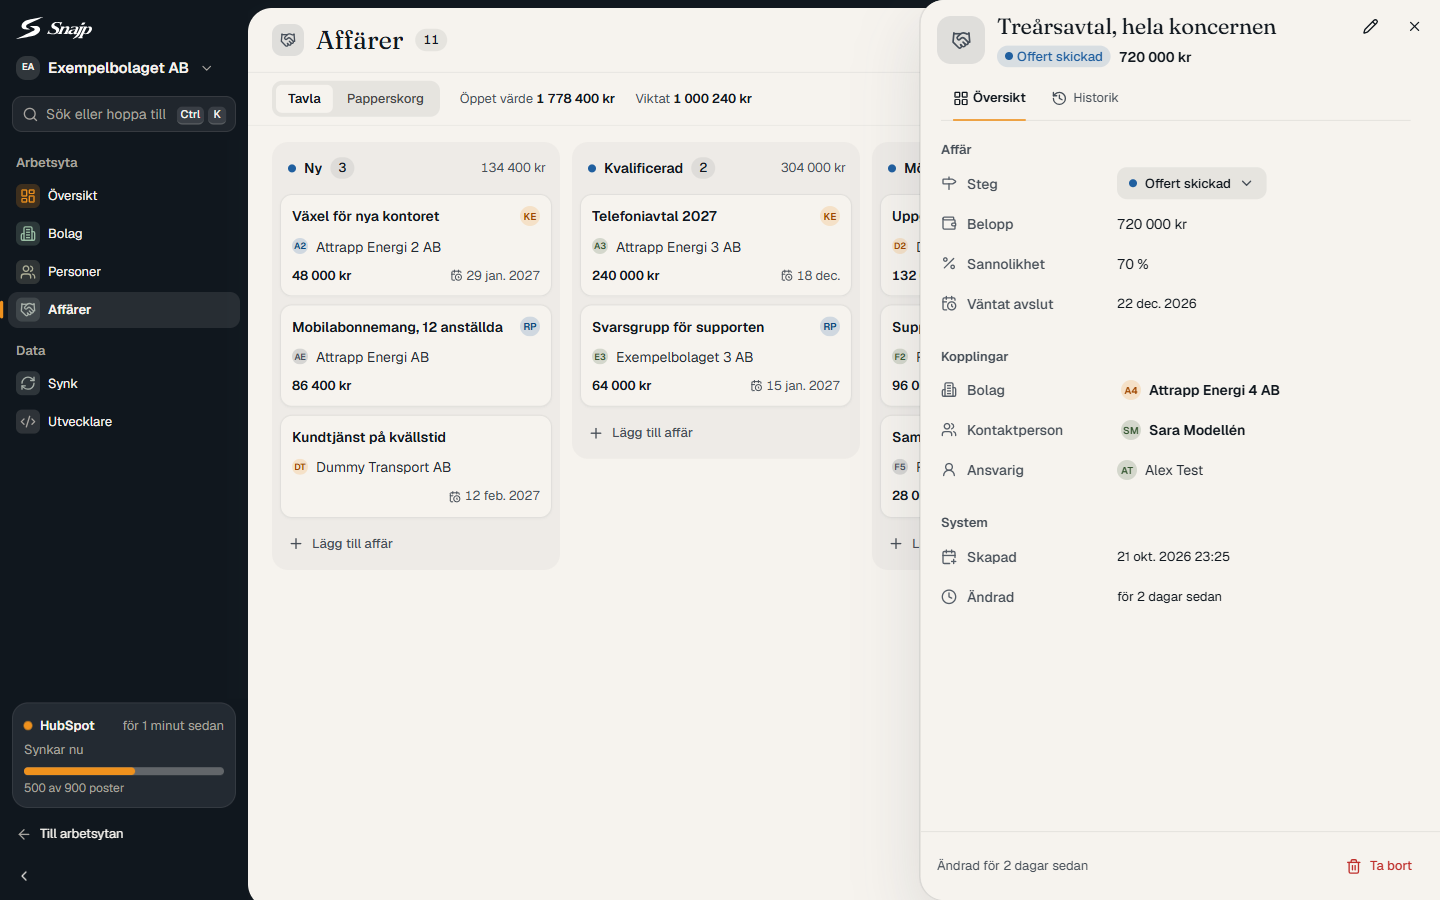 Snajp
EA Exempelbolaget AB
Sök eller hoppa till Ctrl K
Arbetsyta
Översikt
Bolag
Personer
Affärer
Data
Synk
Utvecklare
HubSpot för 1 minut sedan
Synkar nu
500 av 900 poster
Till arbetsytan
Affärer 11
Tavla Papperskorg Öppet värde 1 778 400 kr Viktat 1 000 240 kr
Ny 3 134 400 kr
Växel för nya kontoret KE
A2 Attrapp Energi 2 AB
48 000 kr 29 jan. 2027
Mobilabonnemang, 12 anställda RP
AE Attrapp Energi AB
86 400 kr
Kundtjänst på kvällstid
DT Dummy Transport AB
12 feb. 2027
Lägg till affär
Kvalificerad 2 304 000 kr
Telefoniavtal 2027 KE
A3 Attrapp Energi 3 AB
240 000 kr 18 dec.
Svarsgrupp för supporten RP
E3 Exempelbolaget 3 AB
64 000 kr 15 jan. 2027
Lägg till affär
D2
132
F2
96 0
F5
28 0
Treårsavtal, hela koncernen
Offert skickad 720 000 kr
Översikt Historik
Affär
Steg Offert skickad
Belopp 720 000 kr
Sannolikhet 70 %
Väntat avslut 22 dec. 2026
Kopplingar
Bolag A4 Attrapp Energi 4 AB
Kontaktperson SM Sara Modellén
Ansvarig AT Alex Test
System
Skapad 21 okt. 2026 23:25
Ändrad för 2 dagar sedan
Ändrad för 2 dagar sedan Ta bort